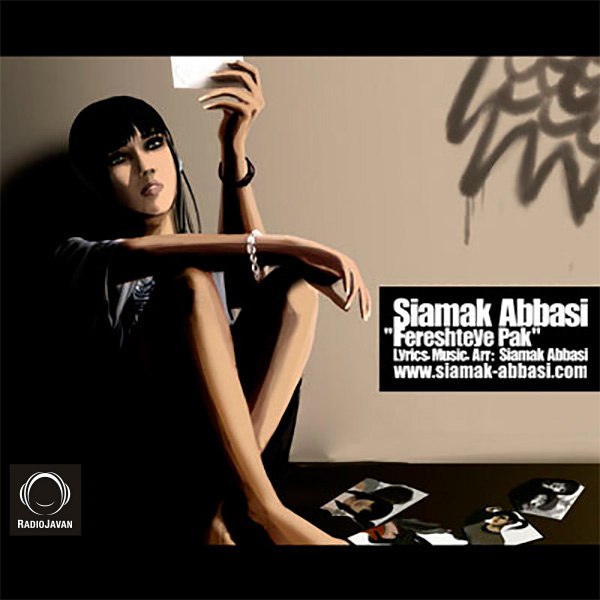 Siamak Abbasi
"Fereshteye Pak"
Lyrics- Music- Arr: Siamak Abbasi
www.siamak-abbasi.com
RADIOJAVAN